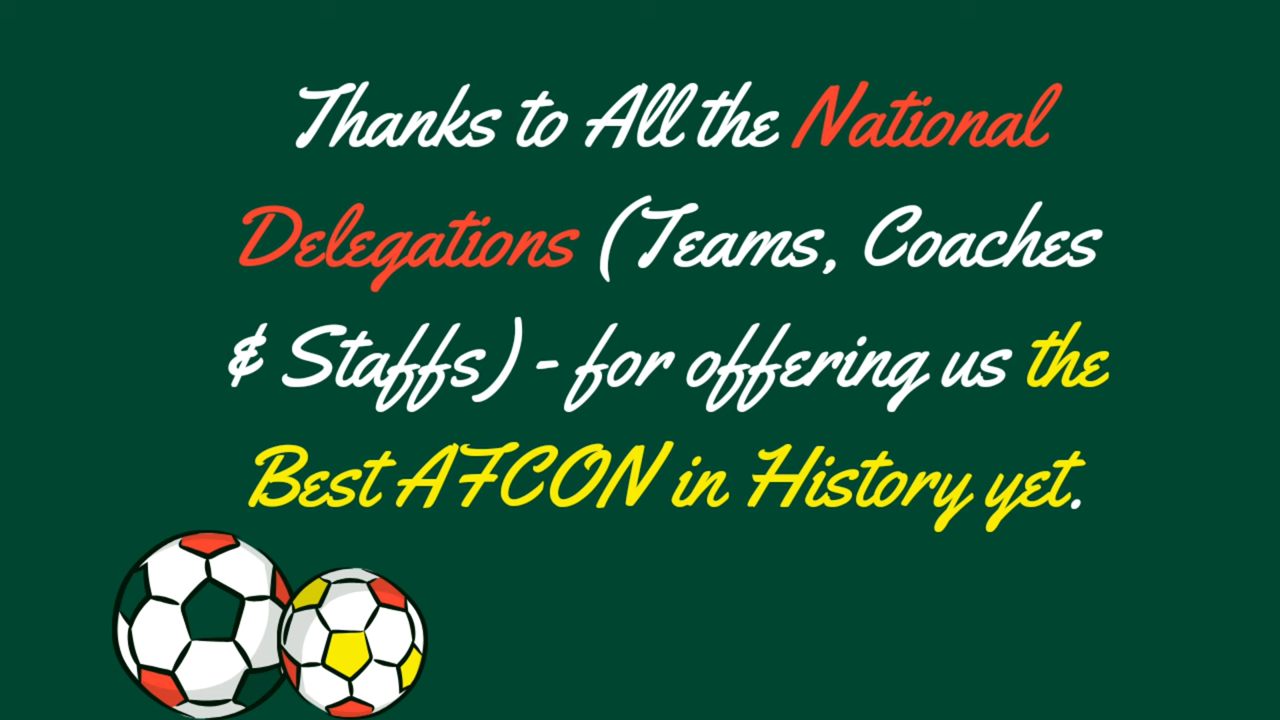 Thanks to All the National
Delegations (Teams, Coaches
& Staffs) - for offering us the
Best AFCON in History yet.